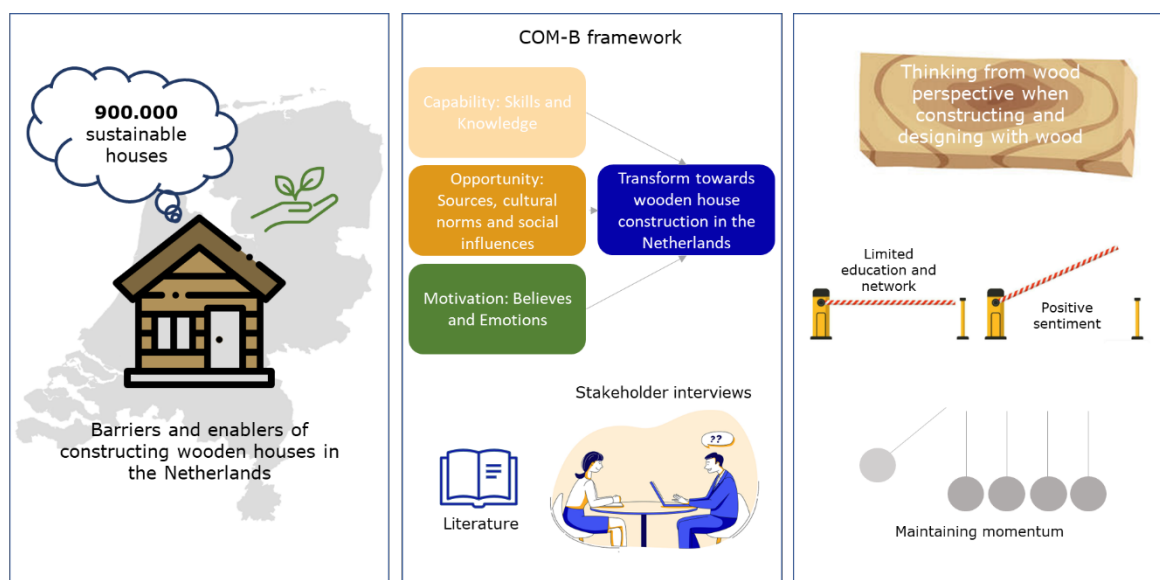 900.000
sustainable
houses
Barriers and enablers of
constructing wooden houses in
the Netherlands
COM-B framework
Capability: Skills and
Knowledge
Opportunity:
Sources, cultural
norms and social
influences
Motivation: Believes
and Emotions
Transform towards
wooden house
construction in the
Netherlands
Stakeholder interviews
??
Literature
Thinking from wood
perspective when
constructing and
designing with wood
Limited
education and
network
Positive
sentiment
Maintaining momentum